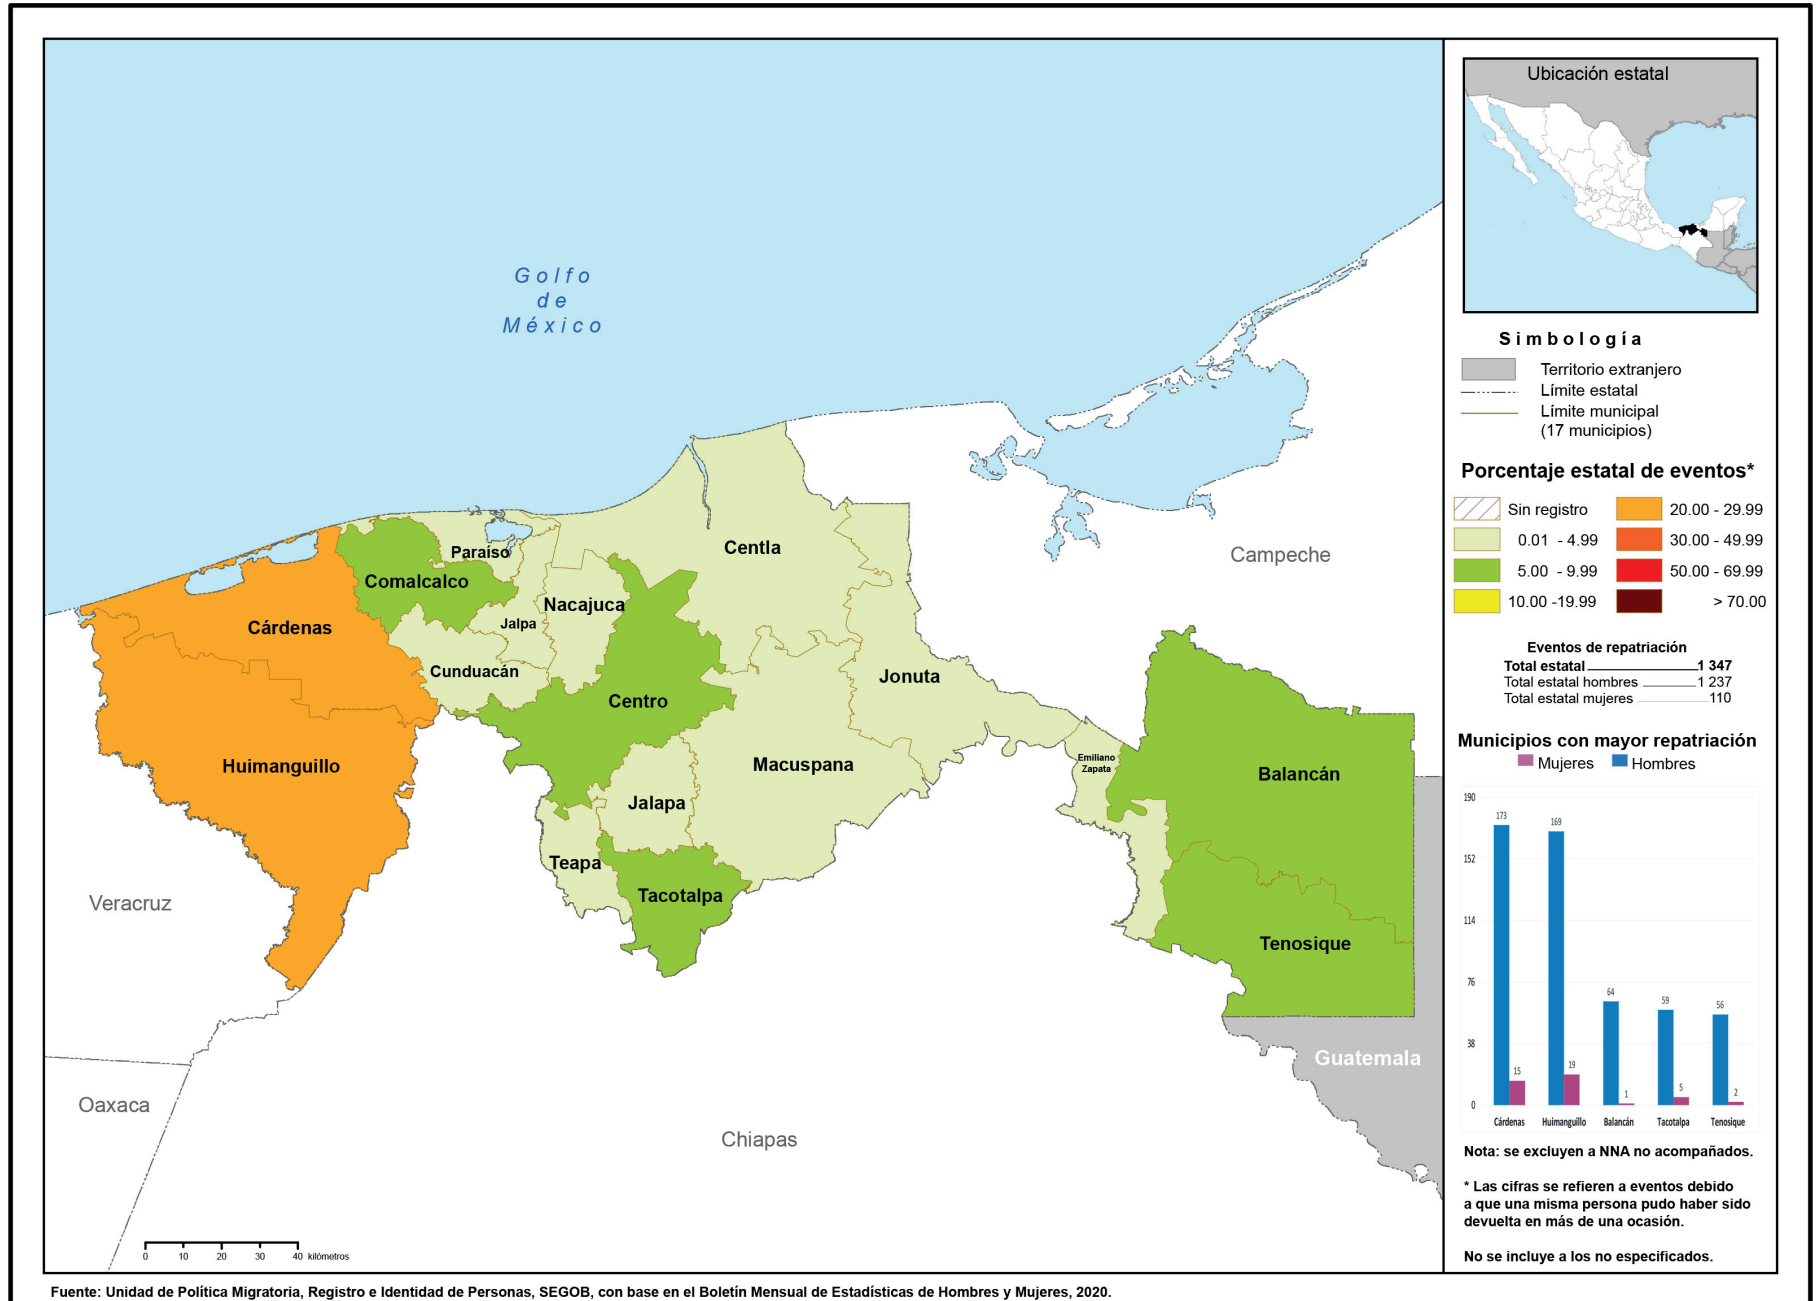 Golfo
de
México
Campeche
Veracruz
Oaxaca
Chiapas
Guatemala
Paraíso
Comalcalco
Cárdenas
Huimanguillo
Nacajuca
Jalpa
Cunduacán
Centro
Centla
Jonuta
Macuspana
Jalapa
Teapa
Tacotalpa
Emiliano
Zapata
Balancán
Tenosique
0 10 20 30 40 kilómetros
Ubicación estatal
Simbología
Territorio extranjero
Límite estatal
Límite municipal
(17 municipios)
Porcentaje estatal de eventos*
Sin registro 20.00 - 29.99
0.01 - 4.99 30.00 - 49.99
5.00 - 9.99 50.00 - 69.99
10.00 -19.99 > 70.00
Eventos de repatriación
Total estatal 1 347
Total estatal hombres 1 237
Total estatal mujeres 110
Municipios con mayor repatriación
Mujeres Hombres
190
152
114
76
38
0
173 15
169 19
64 1
59 5
56 2
Cárdenas Huimanguillo Balancán Tacotalpa Tenosique
Nota: se excluyen a NNA no acompañados.
* Las cifras se refieren a eventos debido
a que una misma persona pudo haber sido
devuelta en más de una ocasión.
No se incluye a los no especificados.
Fuente: Unidad de Política Migratoria, Registro e Identidad de Personas, SEGOB, con base en el Boletín Mensual de Estadísticas de Hombres y Mujeres, 2020.